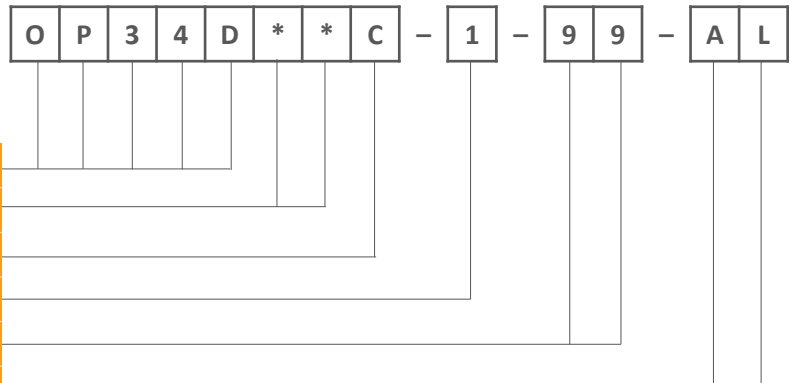 O P 3 4 D * * C – 1 – 9 9 – A L